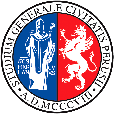 STUDIUM GENERALE CIVITATIS PERUSII
A.D. MCCCVIII